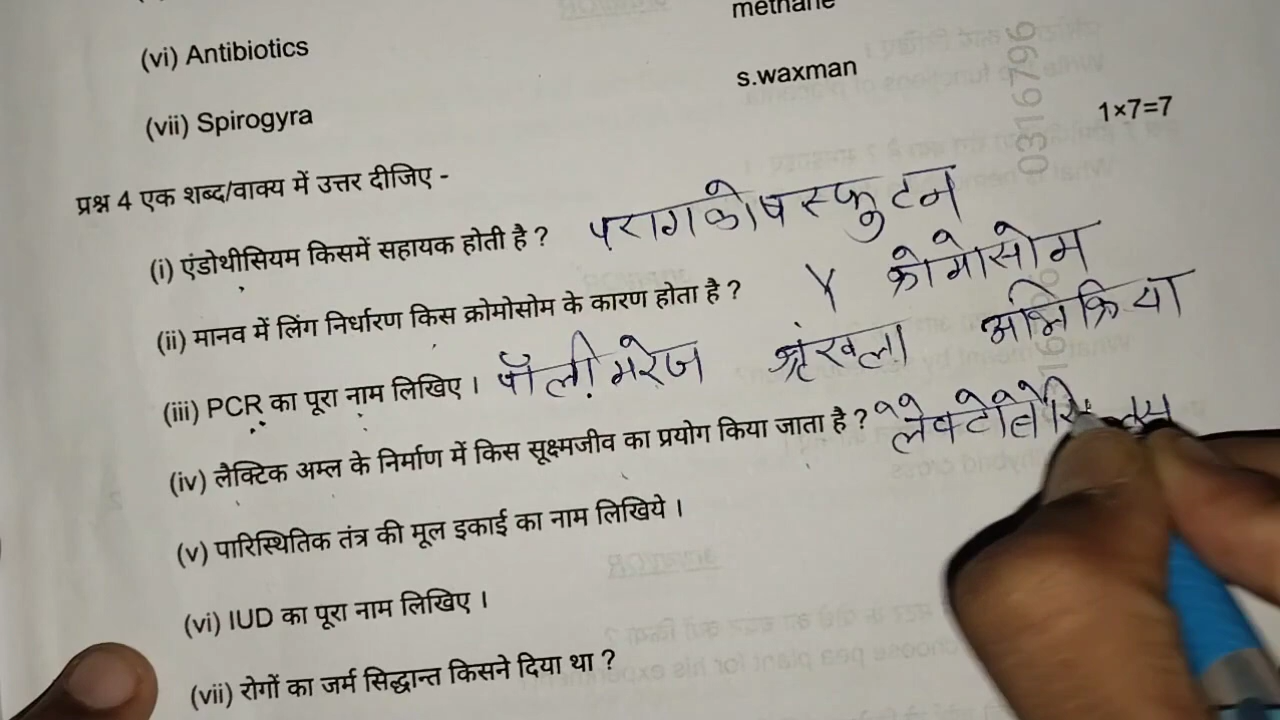 methane
(vi) Antibiotics
s.waxman
(vii) Spirogyra
1×7=7
0316796
प्रश्न 4 एक शब्द/वाक्य में उत्तर दीजिए -
(i) एंडोथीसियम किसमें सहायक होती है ? परागकोषस्फुटन
(ii) मानव में लिंग निर्धारण किस क्रोमोसोम के कारण होता है ? Y क्रोमोसोम
(iii) PCR का पूरा नाम लिखिए । पॉलीमरेज श्रृंखला अभिक्रिया
(iv) लैक्टिक अम्ल के निर्माण में किस सूक्ष्मजीव का प्रयोग किया जाता है ?
(v) पारिस्थितिक तंत्र की मूल इकाई का नाम लिखिये ।
(vi) IUD का पूरा नाम लिखिए ।
(vii) रोगों का जर्म सिद्धान्त किसने दिया था ?